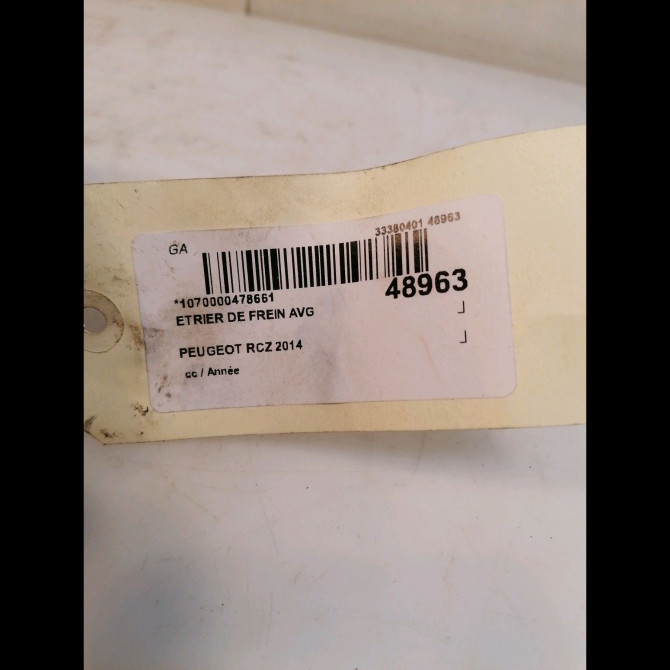 33380401 48963
GA
*1070000478661
48963
ETRIER DE FREIN AVG
PEUGEOT RCZ 2014
cc / Année